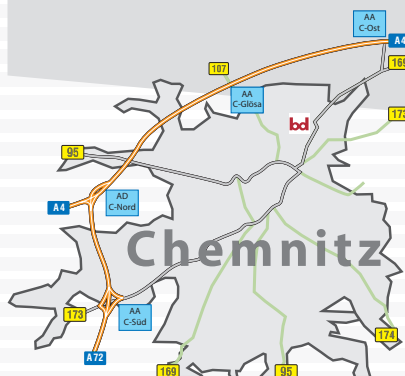 AA
C-Ost
A4
169
107
AA
C-Glösa
bd
173
95
AD
C-Nord
A4
Chemnitz
AA
C-Süd
173
174
A72
169
95